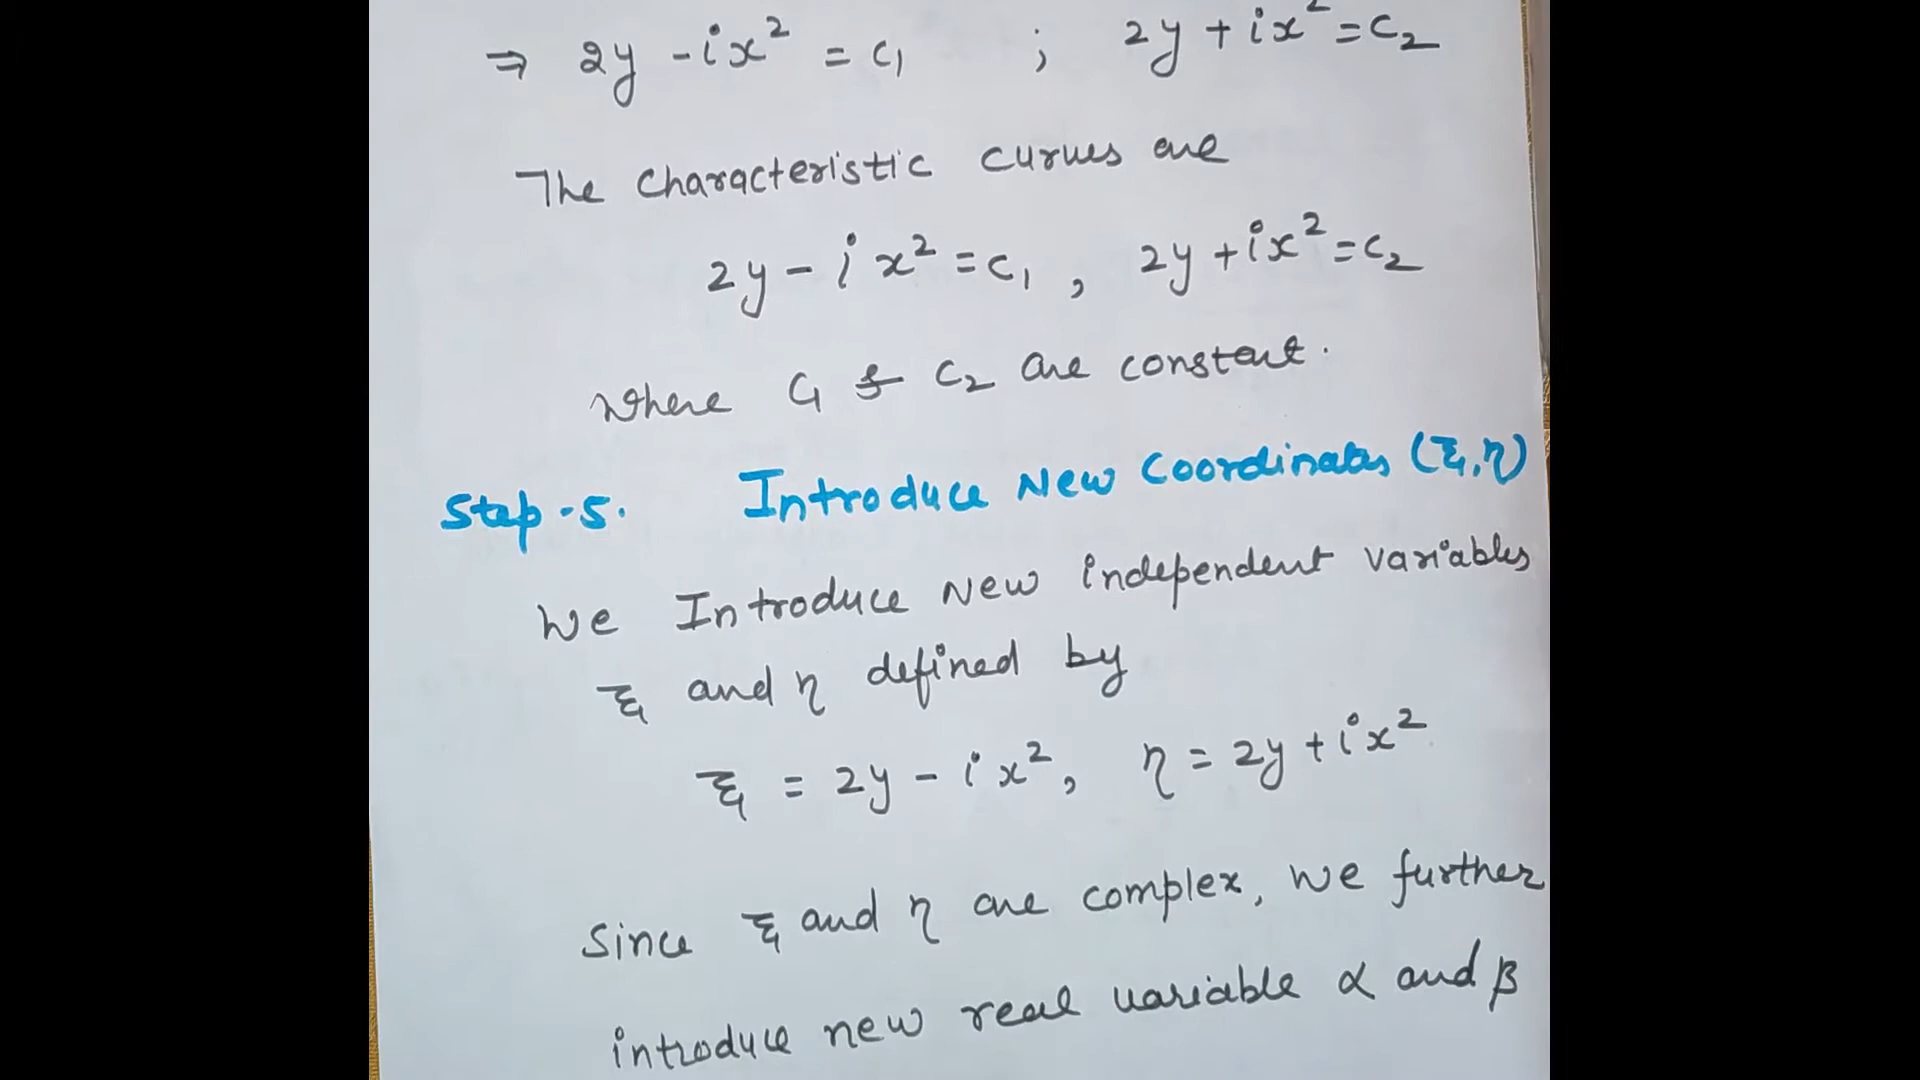 ⇒ 2y - ix² = c₁ ; 2y + ix² = c₂
The characteristic curves are
2y - ix² = c₁ , 2y + ix² = c₂
where c₁ & c₂ are constant.
Step-5. Introduce New Coordinates (ξ, η)
We Introduce New independent variables
ξ and η defined by
ξ = 2y - ix², η = 2y + ix²
Since ξ and η are complex, we further
introduce new real variable α and β